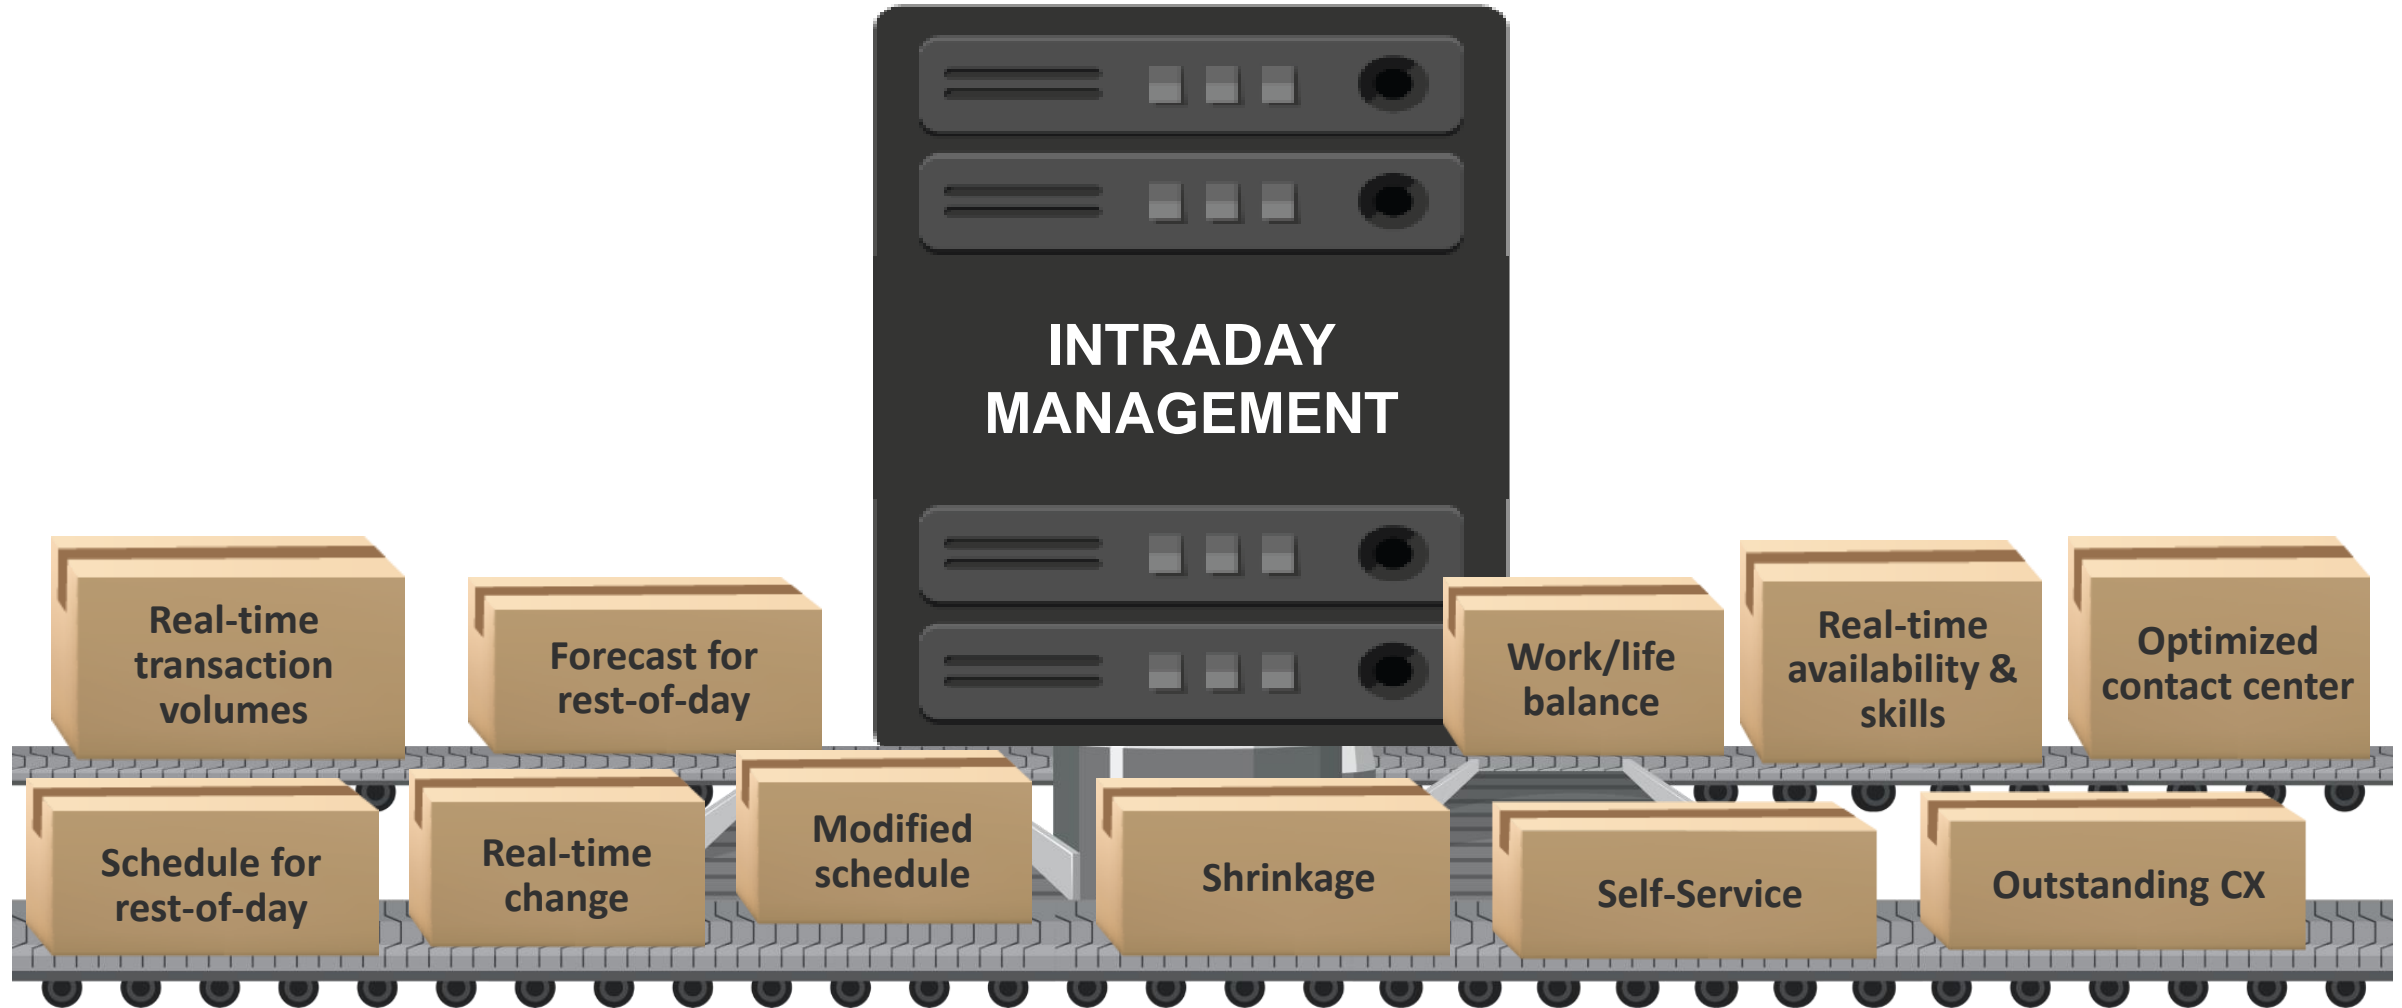 INTRADAY
MANAGEMENT
Real-time
transaction
volumes
Forecast for
rest-of-day
Work/life
balance
Real-time
availability &
skills
Optimized
contact center
Schedule for
rest-of-day
Real-time
change
Modified
schedule
Shrinkage
Self-Service
Outstanding CX